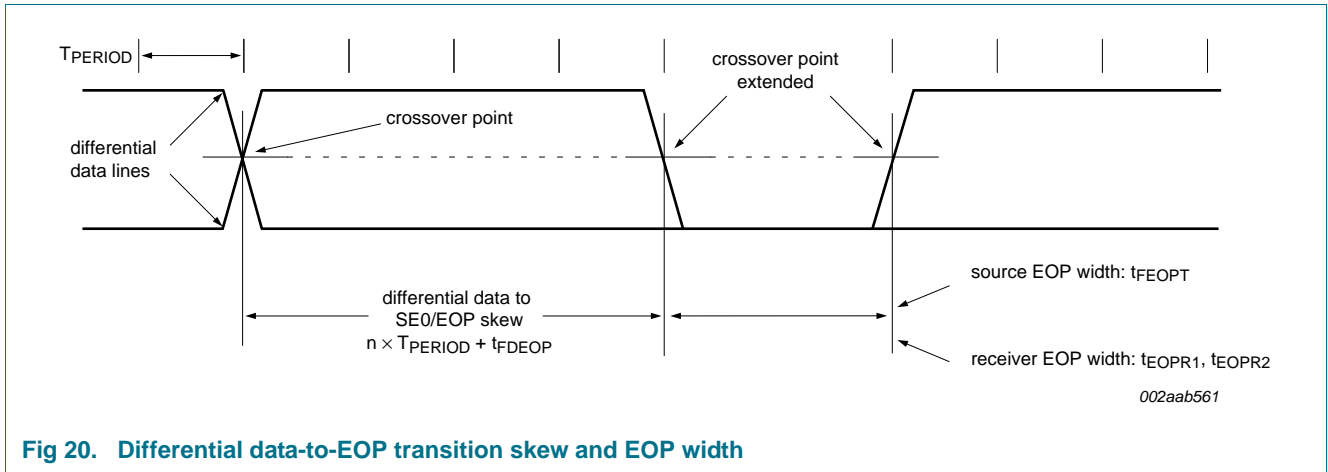 TPERIOD
crossover point
extended
crossover point
differential
data lines
source EOP width: tFEOPT
differential data to
SE0/EOP skew
n × TPERIOD + tFDEOP
receiver EOP width: tEOPR1, tEOPR2
002aab561
Fig 20. Differential data-to-EOP transition skew and EOP width